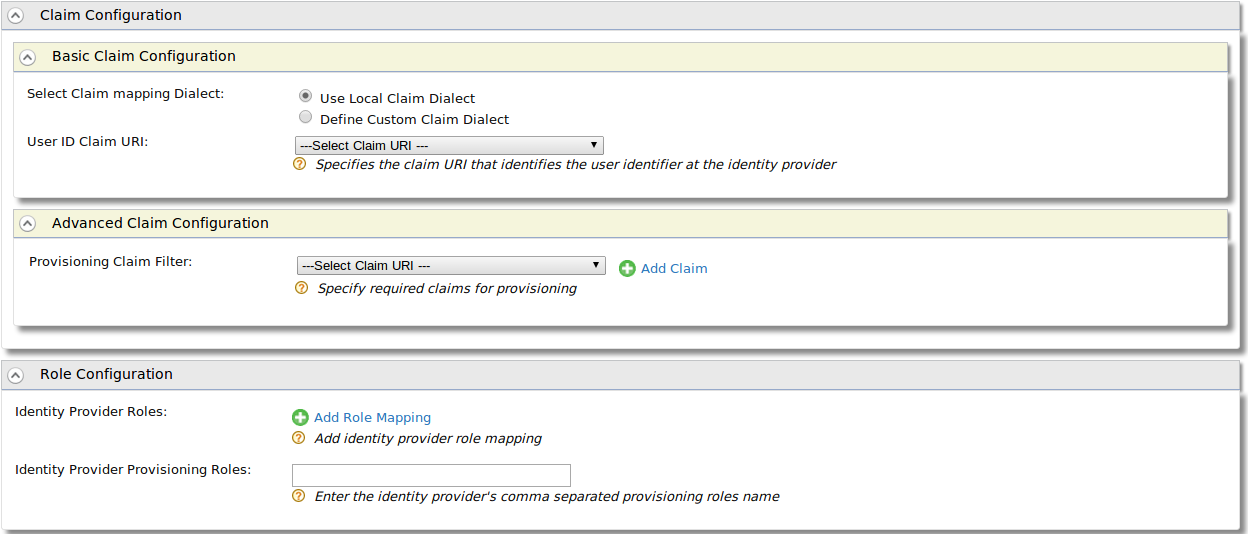 Claim Configuration
Basic Claim Configuration
Select Claim mapping Dialect:
Use Local Claim Dialect
Define Custom Claim Dialect
User ID Claim URI:
---Select Claim URI ---
Specifies the claim URI that identifies the user identifier at the identity provider
Advanced Claim Configuration
Provisioning Claim Filter:
---Select Claim URI ---
Add Claim
Specify required claims for provisioning
Role Configuration
Identity Provider Roles:
Add Role Mapping
Add identity provider role mapping
Identity Provider Provisioning Roles:
Enter the identity provider's comma separated provisioning roles name